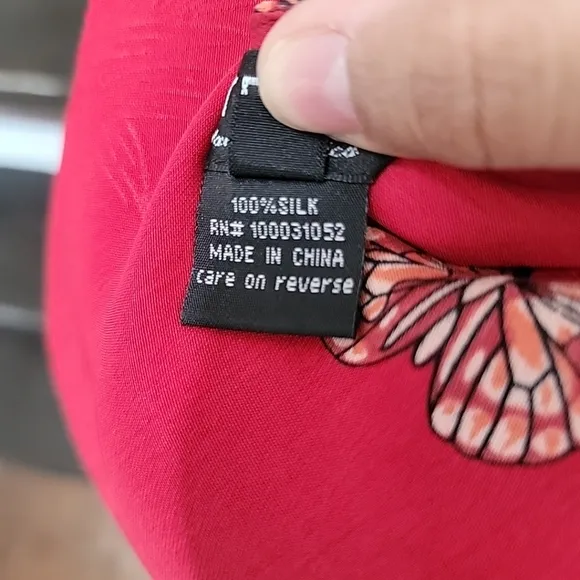 100%SILK
RN# 100031052
MADE IN CHINA
care on reverse